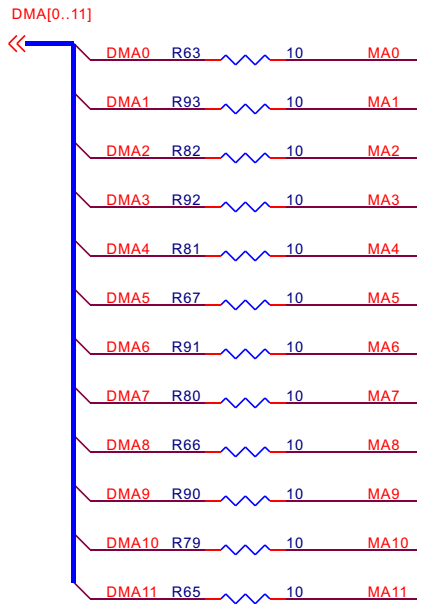 DMA[0..11]
DMA0 R63 10 MA0
DMA1 R93 10 MA1
DMA2 R82 10 MA2
DMA3 R92 10 MA3
DMA4 R81 10 MA4
DMA5 R67 10 MA5
DMA6 R91 10 MA6
DMA7 R80 10 MA7
DMA8 R66 10 MA8
DMA9 R90 10 MA9
DMA10 R79 10 MA10
DMA11 R65 10 MA11